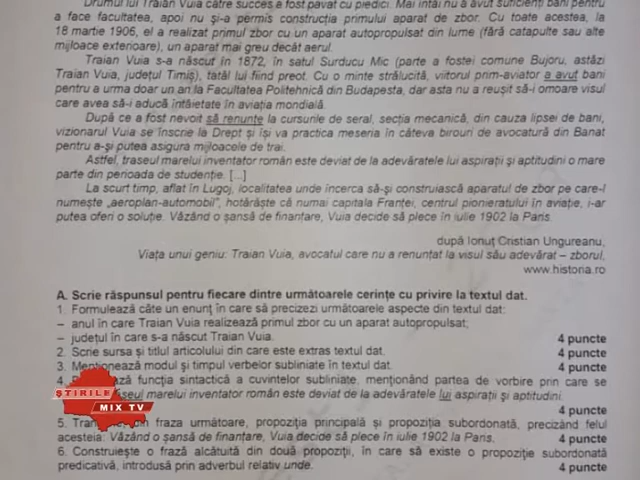 Drumul lui Traian Vuia către succes a fost pavat cu piedici. Mai întâi nu a avut suficienți bani pentru
a face facultatea, apoi nu și-a permis construcția primului aparat de zbor. Cu toate acestea, la
18 martie 1906, el a realizat primul zbor cu un aparat autopropulsat din lume (fără catapulte sau alte
mijloace exterioare), un aparat mai greu decât aerul.
Traian Vuia s-a născut în 1872, în satul Surducu Mic (parte a fostei comune Bujoru, astăzi
Traian Vuia, județul Timiș), tatăl lui fiind preot. Cu o minte strălucită, viitorul prim-aviator a avut bani
pentru a urma doar un an la Facultatea Politehnică din Budapesta, dar asta nu a reușit să-i omoare visul
care avea să-i aducă întâietate în aviația mondială.
După ce a fost nevoit să renunțe la cursurile de seral, secția mecanică, din cauza lipsei de bani,
vizionarul Vuia se înscrie la Drept și își va practica meseria în câteva birouri de avocatură din Banat
pentru a-și putea asigura mijloacele de trai.
Astfel, traseul marelui inventator român este deviat de la adevăratele lui aspirații și aptitudini o mare
parte din perioada de studenție. [...]
La scurt timp, aflat în Lugoj, localitatea unde încerca să-și construiască aparatul de zbor pe care-l
numește „aeroplan-automobil”, hotărăște că numai capitala Franței, centrul pionieratului în aviație, i-ar
putea oferi o soluție. Văzând o șansă de finanțare, Vuia decide să plece în iulie 1902 la Paris.
după Ionuț Cristian Ungureanu,
Viața unui geniu: Traian Vuia, avocatul care nu a renunțat la visul său adevărat – zborul,
www.historia.ro
A. Scrie răspunsul pentru fiecare dintre următoarele cerințe cu privire la textul dat.
1. Formulează câte un enunț în care să precizezi următoarele aspecte din textul dat:
– anul în care Traian Vuia realizează primul zbor cu un aparat autopropulsat;
– județul în care s-a născut Traian Vuia. 4 puncte
2. Scrie sursa și titlul articolului din care este extras textul dat. 4 puncte
3. Menționează modul și timpul verbelor subliniate în textul dat. 4 puncte
4. funcția sintactică a cuvintelor subliniate, menționând partea de vorbire prin care se
marelui inventator român este deviat de la adevăratele lui aspirații și aptitudini.
4 puncte
5. din fraza următoare, propoziția principală și propoziția subordonată, precizând felul
acesteia: Văzând o șansă de finanțare, Vuia decide să plece în iulie 1902 la Paris. 4 puncte
6. Construiește o frază alcătuită din două propoziții, în care să existe o propoziție subordonată
predicativă, introdusă prin adverbul relativ unde. 4 puncte
ȘTIRILE
MIX TV